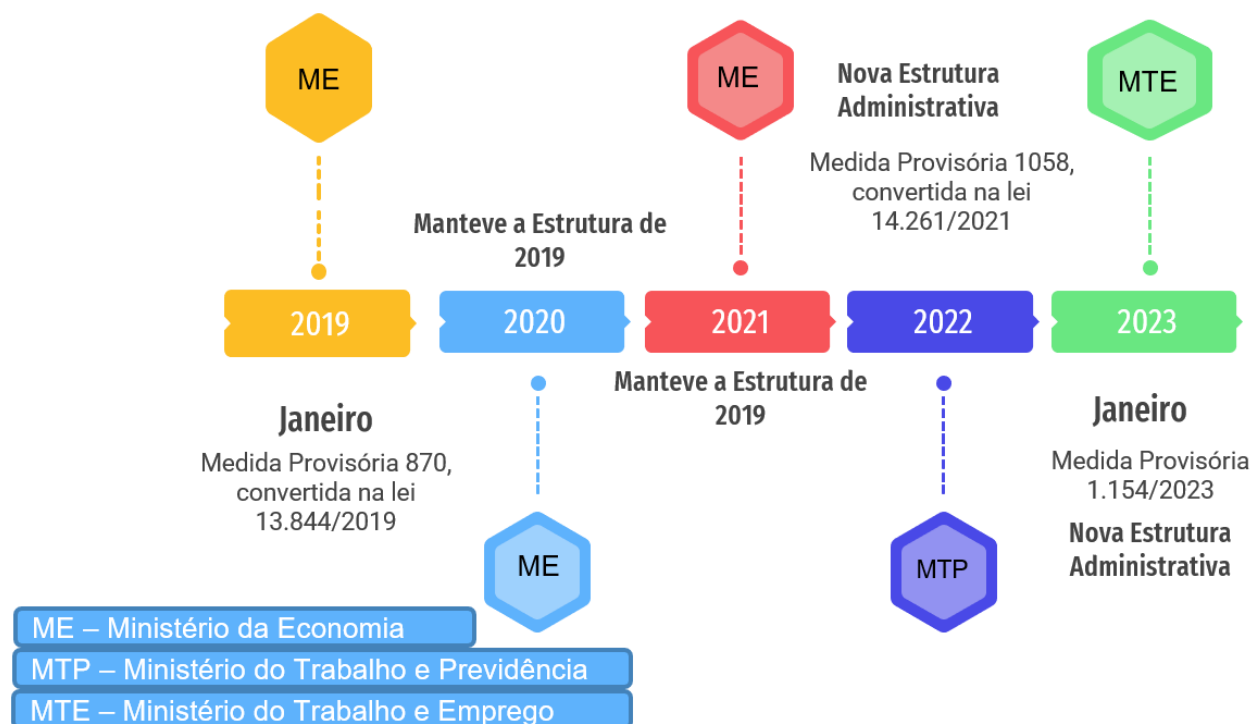 ME
ME
Nova Estrutura
Administrativa
MTE
Medida Provisória 1058,
convertida na lei
14.261/2021
Manteve a Estrutura de
2019
2019
2020
2021
2022
2023
Manteve a Estrutura de
2019
Janeiro
Medida Provisória 870,
convertida na lei
13.844/2019
Janeiro
Medida Provisória
1.154/2023
Nova Estrutura
Administrativa
ME
MTP
ME – Ministério da Economia
MTP – Ministério do Trabalho e Previdência
MTE – Ministério do Trabalho e Emprego